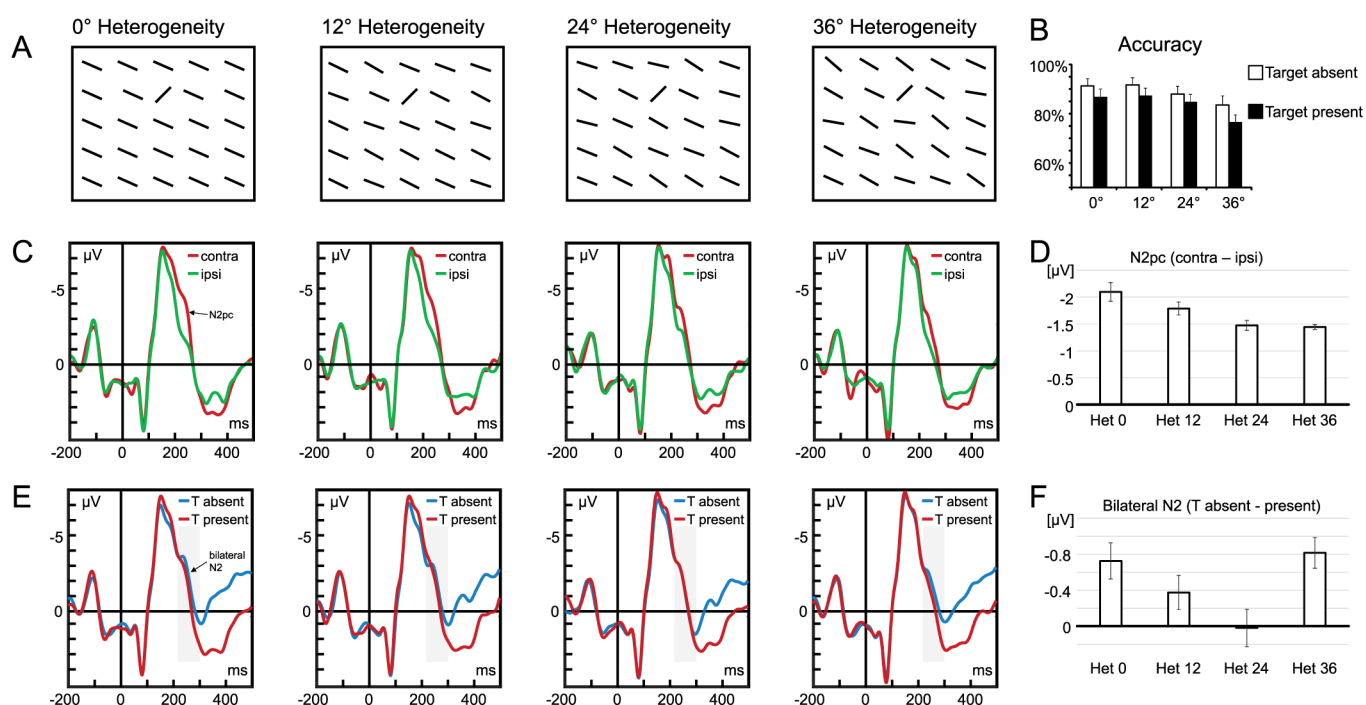 A
0° Heterogeneity
12° Heterogeneity
24° Heterogeneity
36° Heterogeneity
B
Accuracy
100%
80%
60%
0°
12°
24°
36°
Target absent
Target present
C
µV
contra
ipsi
N2pc
-5
0
ms
-200
0
200
400
µV
contra
ipsi
-5
0
ms
-200
0
200
400
µV
contra
ipsi
-5
0
ms
-200
0
200
400
µV
contra
ipsi
-5
0
ms
-200
0
200
400
D
N2pc (contra – ipsi)
[µV]
-2
-1.5
-1
-0.5
0
Het 0
Het 12
Het 24
Het 36
E
µV
T absent
T present
bilateral
N2
-5
0
ms
-200
0
200
400
µV
T absent
T present
-5
0
ms
-200
0
200
400
µV
T absent
T present
-5
0
ms
-200
0
200
400
µV
T absent
T present
-5
0
ms
-200
0
200
400
F
Bilateral N2 (T absent - present)
[µV]
-0.8
-0.4
0
Het 0
Het 12
Het 24
Het 36